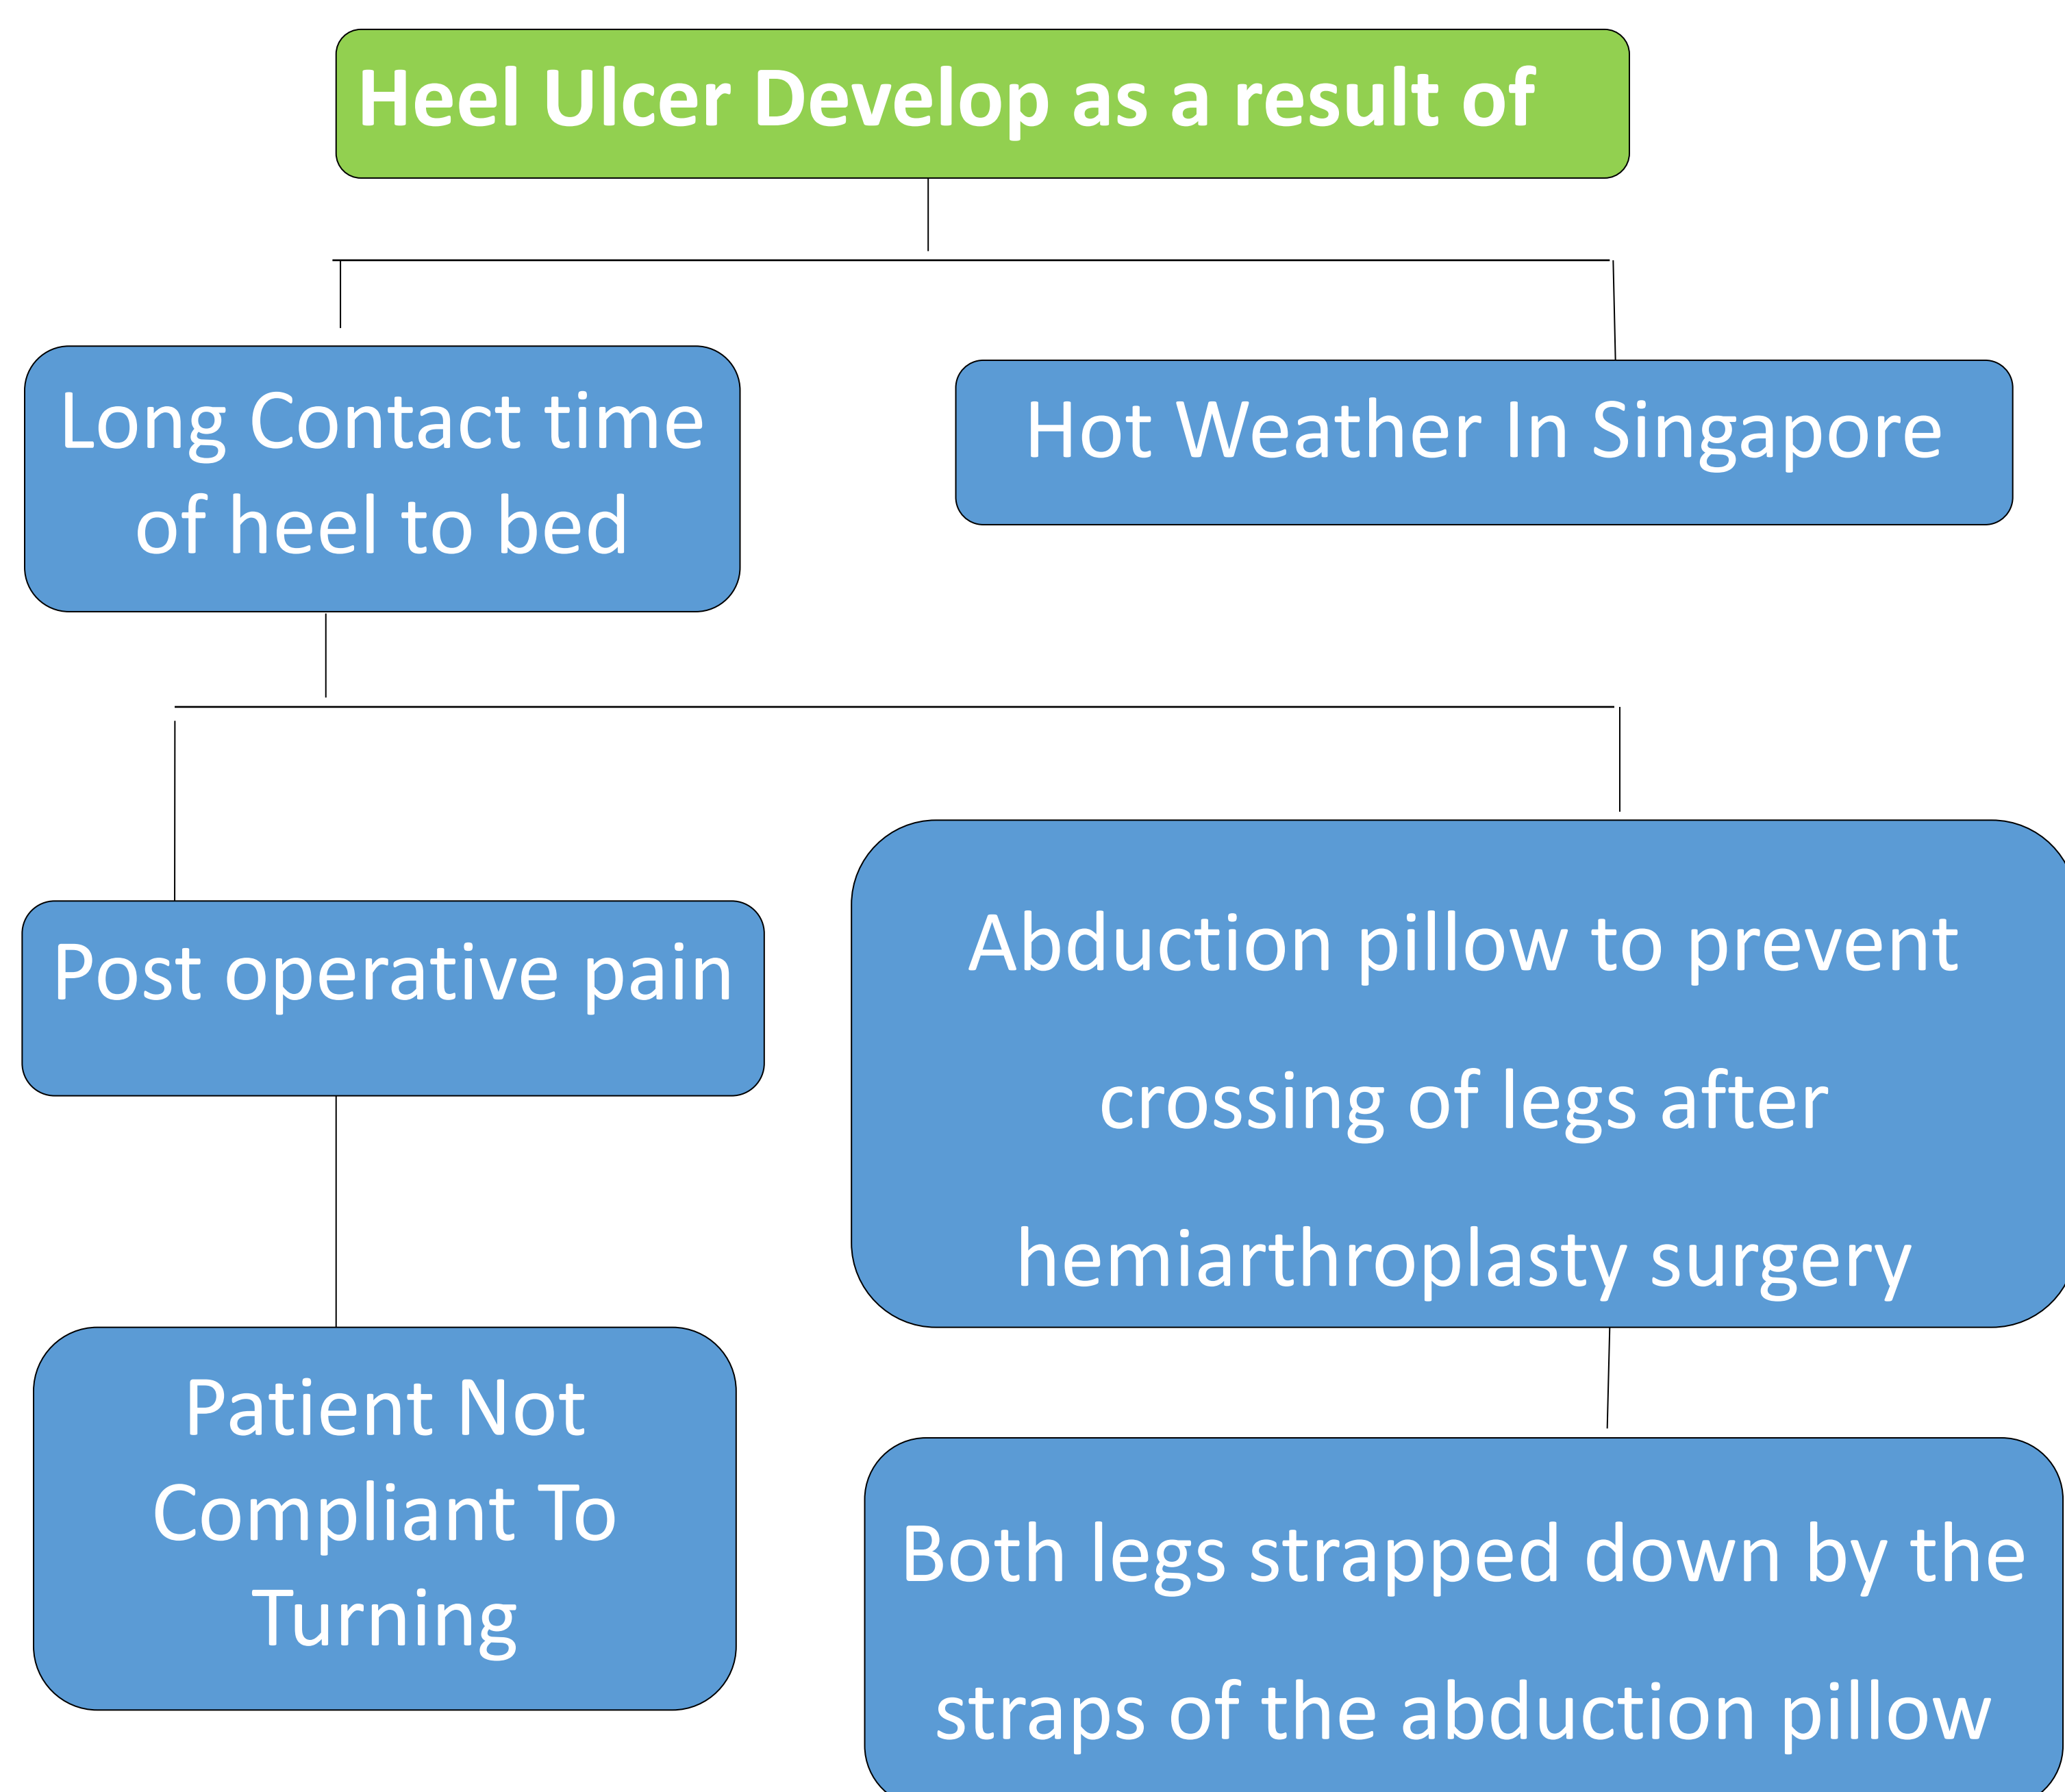 Heel Ulcer Develop as a result of
Long Contact time
of heel to bed
Hot Weather In Singapore
Post operative pain
Abduction pillow to prevent
crossing of legs after
hemiarthroplasty surgery
Patient Not
Compliant To
Turning
Both legs strapped down by the
straps of the abduction pillow